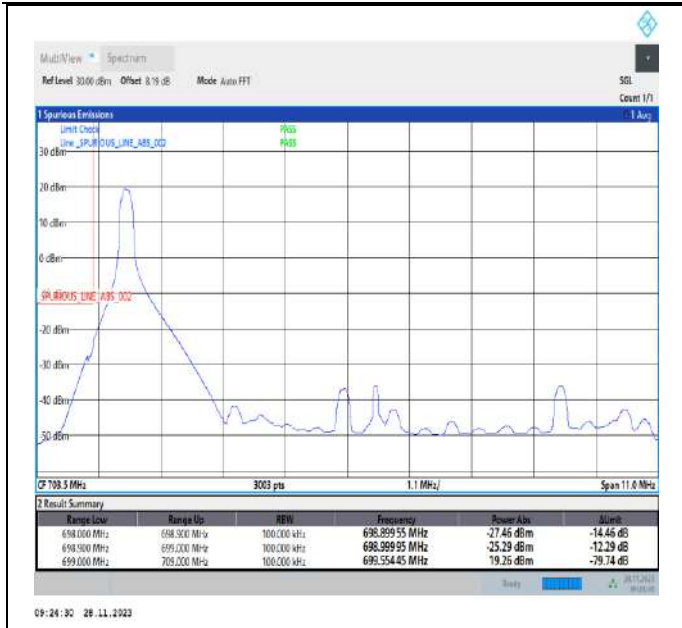 MultiView Spectrum
Ref Level 30.00 dBm Offset 8.19 dB Mode Auto FFT SGL
Count 1/1
1 Spurious Emissions 1 Avg
Limit Check PASS
Line _SPURIOUS_LINE_ABS_002 PASS
30 dBm
20 dBm
10 dBm
0 dBm
_SPURIOUS_LINE_ABS_002
-20 dBm
-30 dBm
-40 dBm
-50 dBm
CF 703.5 MHz 3003 pts 1.1 MHz/ Span 11.0 MHz
2 Result Summary
Range Low Range Up RBW Frequency Power Abs ΔLimit
698.000 MHz 698.900 MHz 100.000 kHz 698.89955 MHz -27.46 dBm -14.46 dB
698.900 MHz 699.000 MHz 100.000 kHz 698.99995 MHz -25.29 dBm -12.29 dB
699.000 MHz 709.000 MHz 100.000 kHz 699.55445 MHz 19.26 dBm -79.74 dB
Ready 28.11.2023
09:24:30 28.11.2023